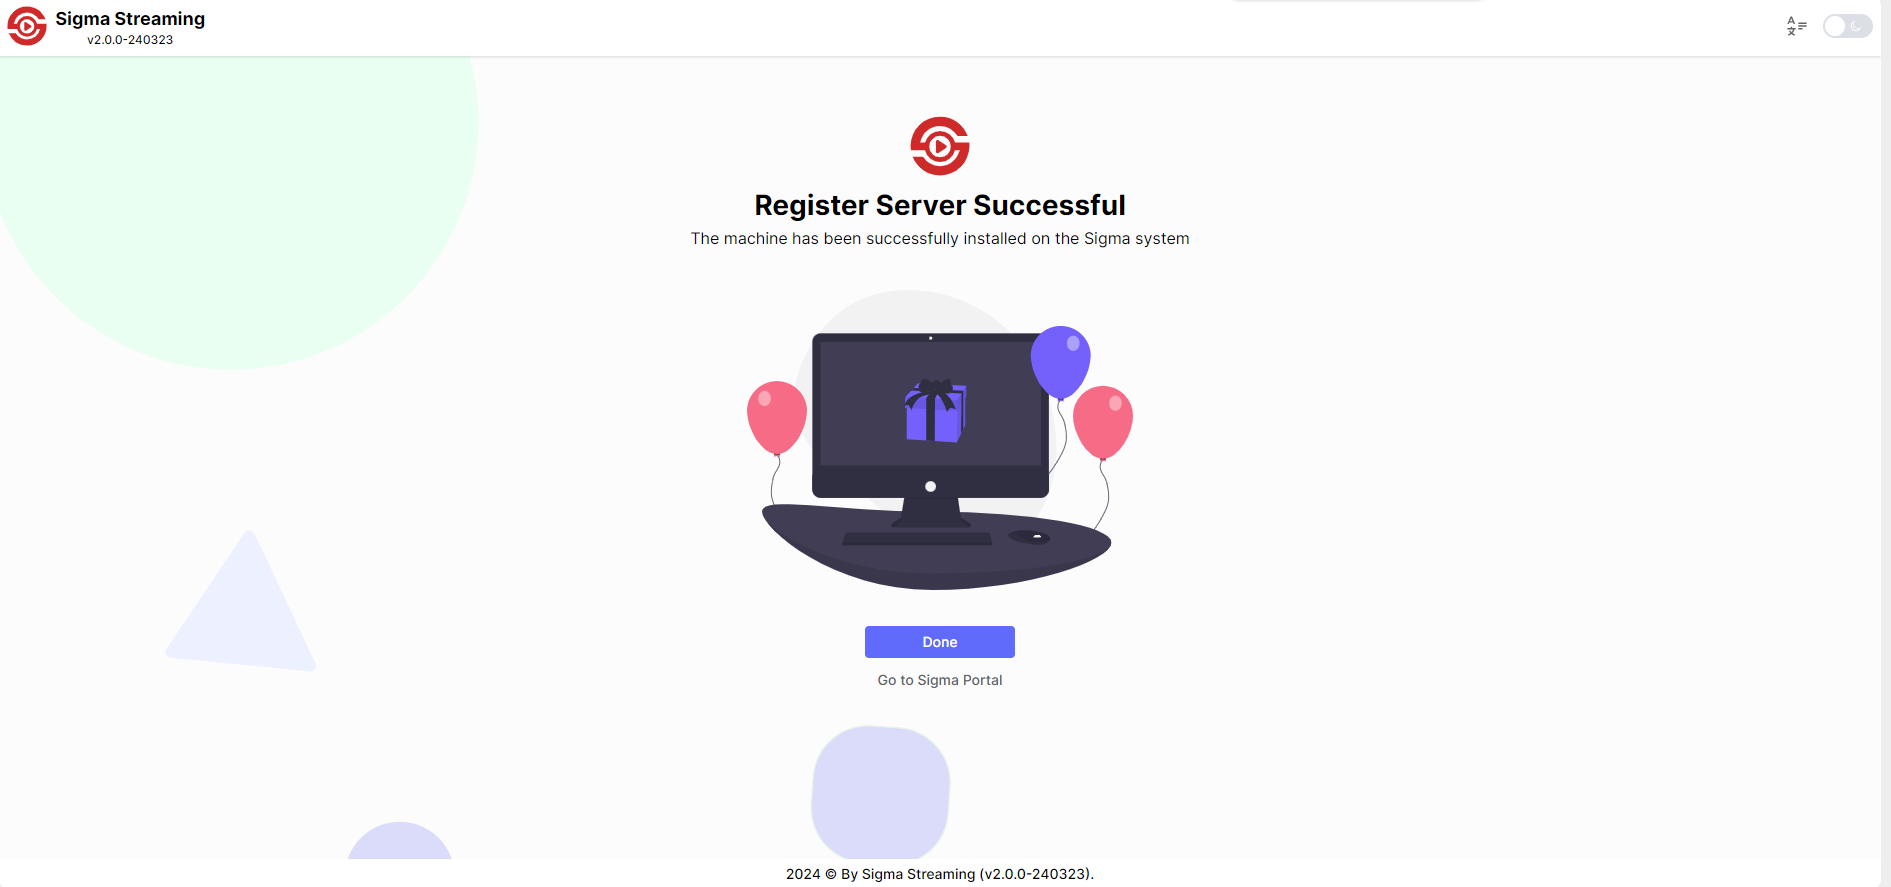 Sigma Streaming
v2.0.0-240323
Register Server Successful
The machine has been successfully installed on the Sigma system
Done
Go to Sigma Portal
2024 © By Sigma Streaming (v2.0.0-240323).